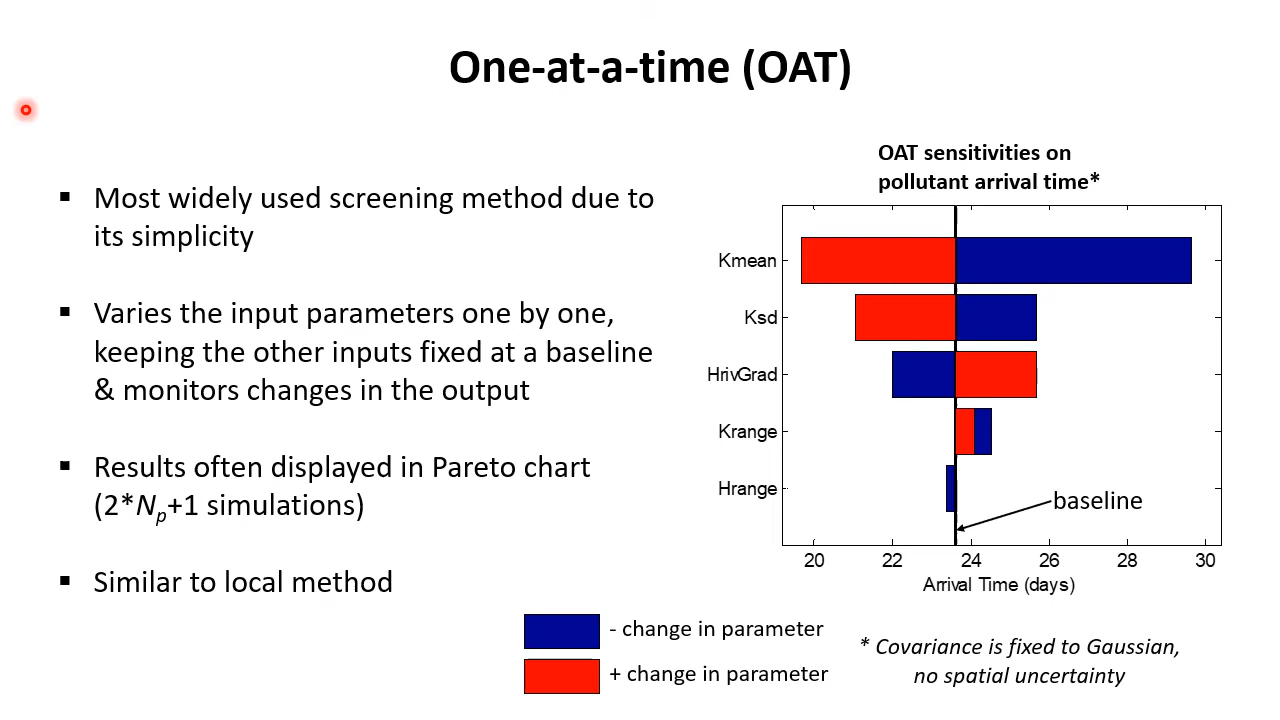 One-at-a-time (OAT)
▪ Most widely used screening method due to
its simplicity
▪ Varies the input parameters one by one,
keeping the other inputs fixed at a baseline
& monitors changes in the output
▪ Results often displayed in Pareto chart
(2*Np+1 simulations)
▪ Similar to local method
OAT sensitivities on
pollutant arrival time*
Kmean
Ksd
HrivGrad
Krange
Hrange
baseline
20 22 24 26 28 30
Arrival Time (days)
- change in parameter
+ change in parameter
* Covariance is fixed to Gaussian,
no spatial uncertainty